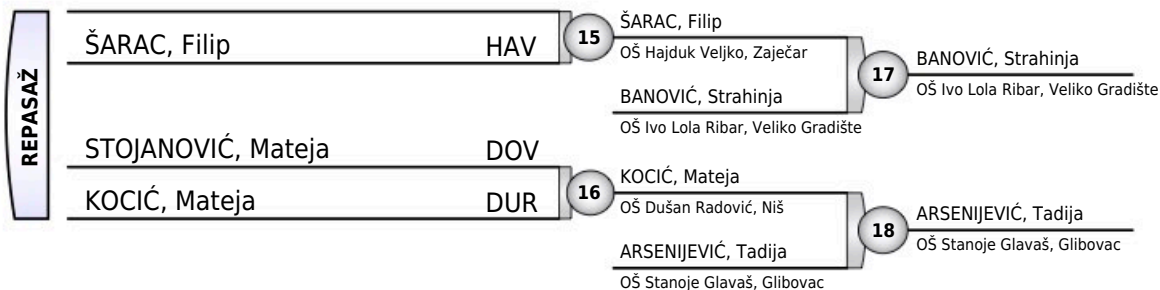 REPASAŽ
ŠARAC, Filip HAV
STOJANOVIĆ, Mateja DOV
KOCIĆ, Mateja DUR
15
16
ŠARAC, Filip
OŠ Hajduk Veljko, Zaječar
BANOVIĆ, Strahinja
OŠ Ivo Lola Ribar, Veliko Gradište
KOCIĆ, Mateja
OŠ Dušan Radović, Niš
ARSENIJEVIĆ, Tadija
OŠ Stanoje Glavaš, Glibovac
17
18
BANOVIĆ, Strahinja
OŠ Ivo Lola Ribar, Veliko Gradište
ARSENIJEVIĆ, Tadija
OŠ Stanoje Glavaš, Glibovac